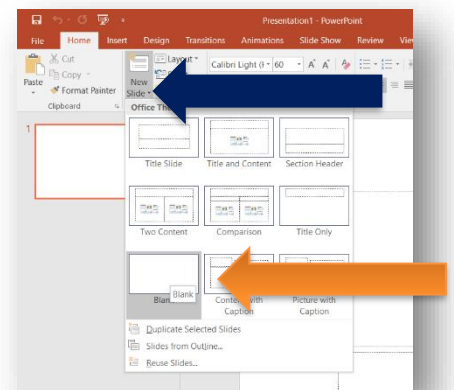 Presentation1 - PowerPoint
File Home Insert Design Transitions Animations Slide Show Review
Cut
Copy
Format Painter
Paste
Clipboard
New
Slide
Layout
Calibri Light 60
Office
1
Title Slide Title and Content Section Header
Two Content Comparison Title Only
Blank
Blank
Content with
Caption
Picture with
Caption
Duplicate Selected Slides
Slides from Outline...
Reuse Slides...